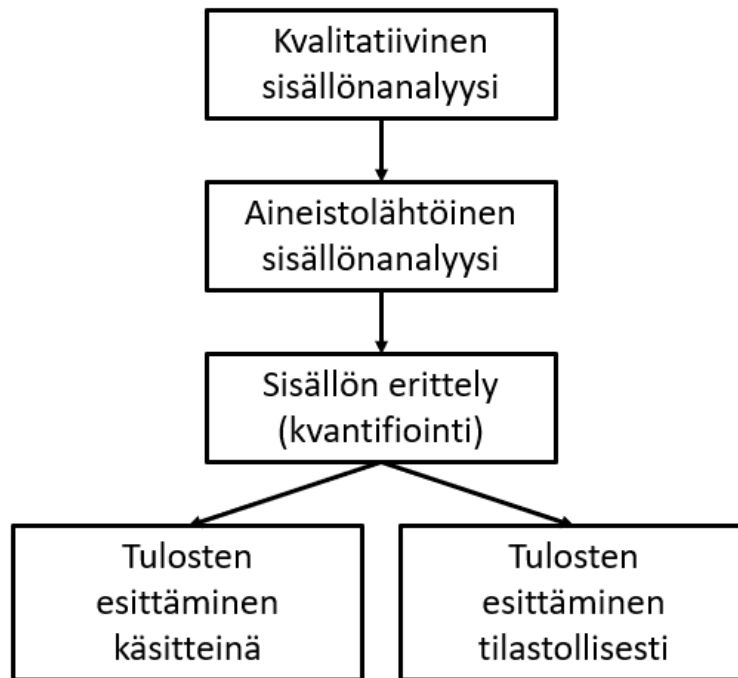 Kvalitatiivinen
sisällönanalyysi
Aineistolähtöinen
sisällönanalyysi
Sisällön erittely
(kvantifiointi)
Tulosten
esittäminen
käsitteinä
Tulosten
esittäminen
tilastollisesti